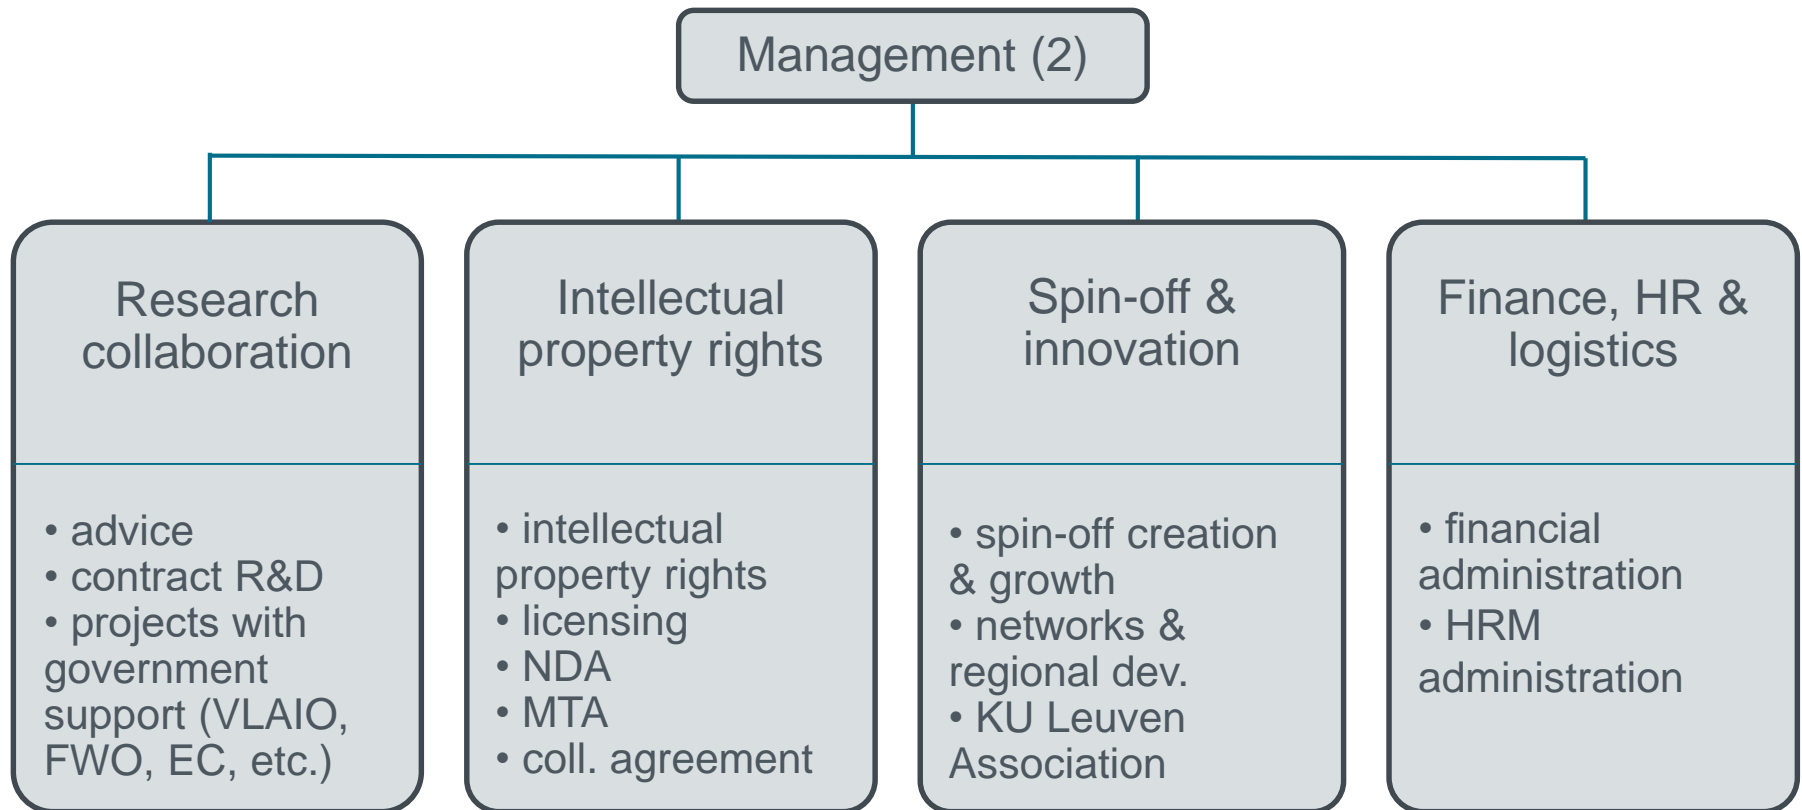 Management (2)
Research
collaboration
• advice
• contract R&D
• projects with
government
support (VLAIO,
FWO, EC, etc.)
Intellectual
property rights
• intellectual
property rights
• licensing
• NDA
• MTA
• coll. agreement
Spin-off &
innovation
• spin-off creation
& growth
• networks &
regional dev.
• KU Leuven
Association
Finance, HR &
logistics
• financial
administration
• HRM
administration